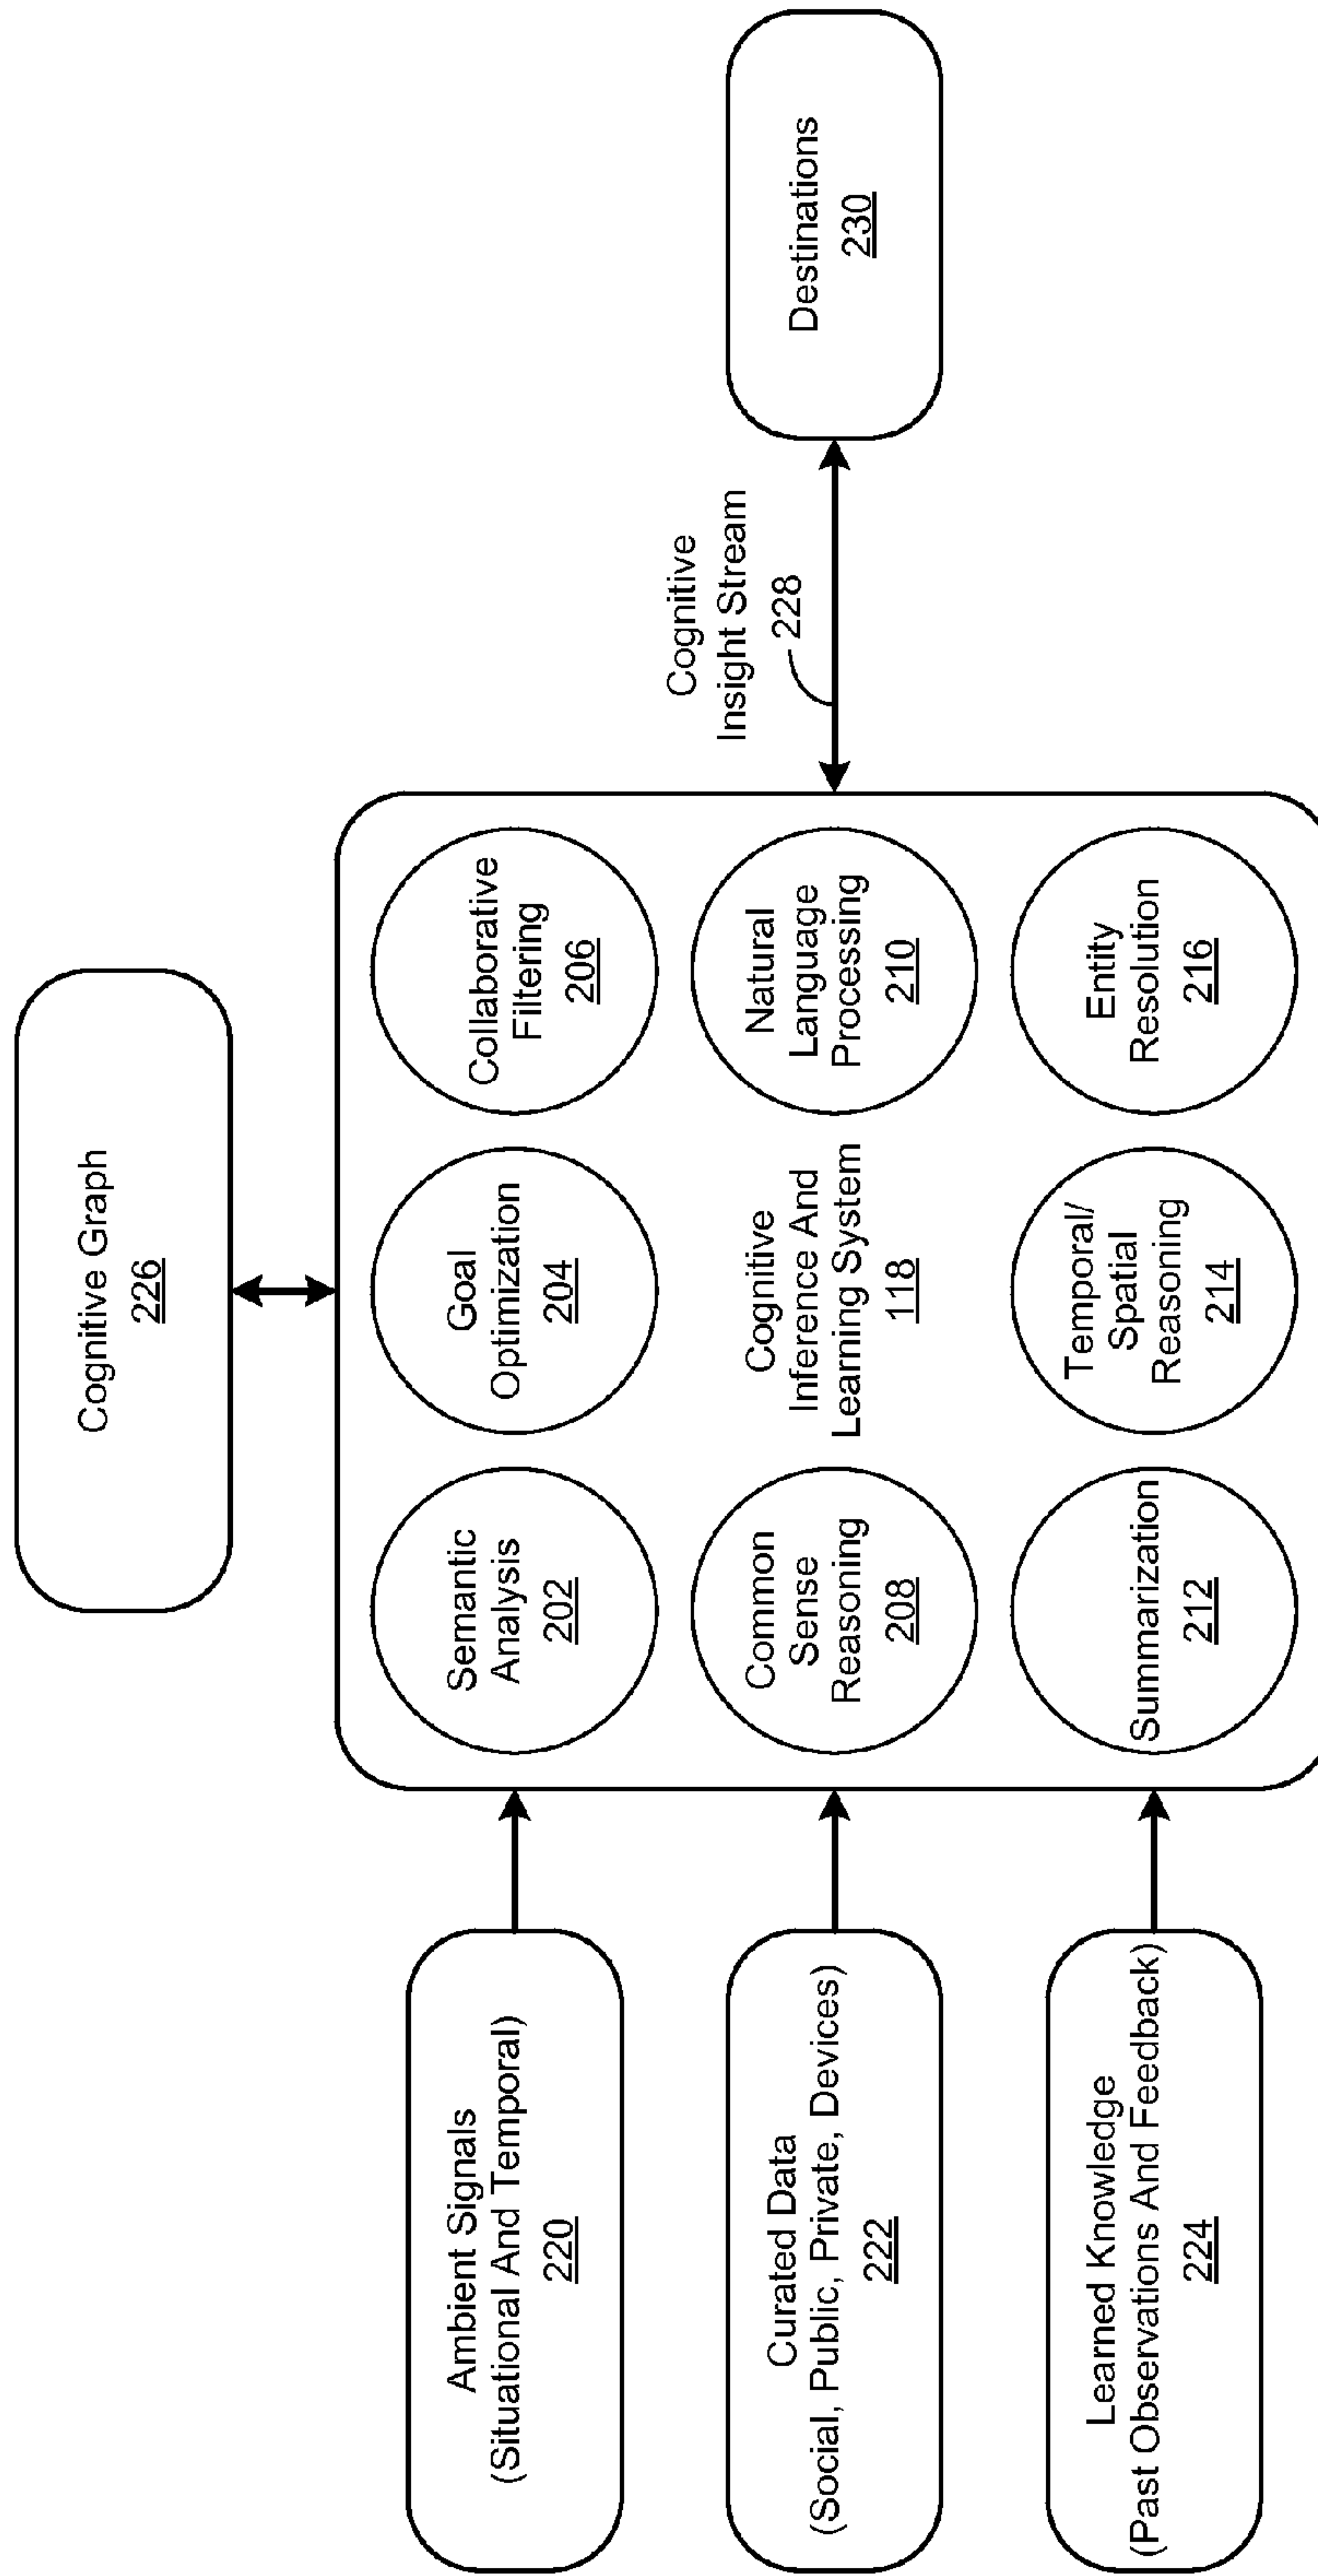 Cognitive Graph
226
Ambient Signals
(Situational And Temporal)
220
Curated Data
(Social, Public, Private, Devices)
222
Learned Knowledge
(Past Observations And Feedback)
224
Semantic
Analysis
202
Goal
Optimization
204
Collaborative
Filtering
206
Common
Sense
Reasoning
208
Cognitive
Inference And
Learning System
118
Natural
Language
Processing
210
Summarization
212
Temporal/
Spatial
Reasoning
214
Entity
Resolution
216
Cognitive
Insight Stream
228
Destinations
230